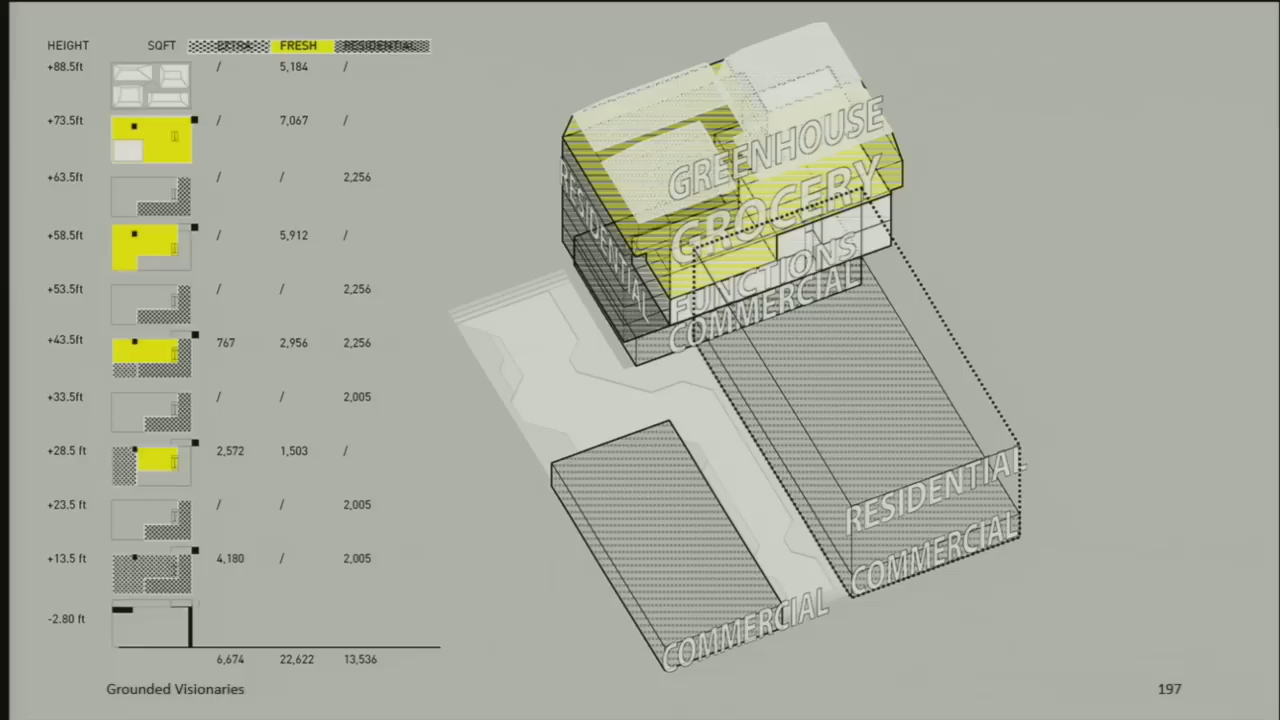 HEIGHT SQFT EXTRA FRESH RESIDENTIAL
+88.5ft / 5,184 /
+73.5ft / 7,067 /
+63.5ft / / 2,256
+58.5ft / 5,912 /
+53.5ft / / 2,256
+43.5ft 767 2,956 2,256
+33.5ft / / 2,005
+28.5 ft 2,572 1,503 /
+23.5 ft / / 2,005
+13.5 ft 4,180 / 2,005
-2.80 ft
6,674 22,622 13,536
GREENHOUSE
GROCERY
RESIDENTIAL
FUNCTIONS
COMMERCIAL
RESIDENTIAL
COMMERCIAL
COMMERCIAL
Grounded Visionaries 197